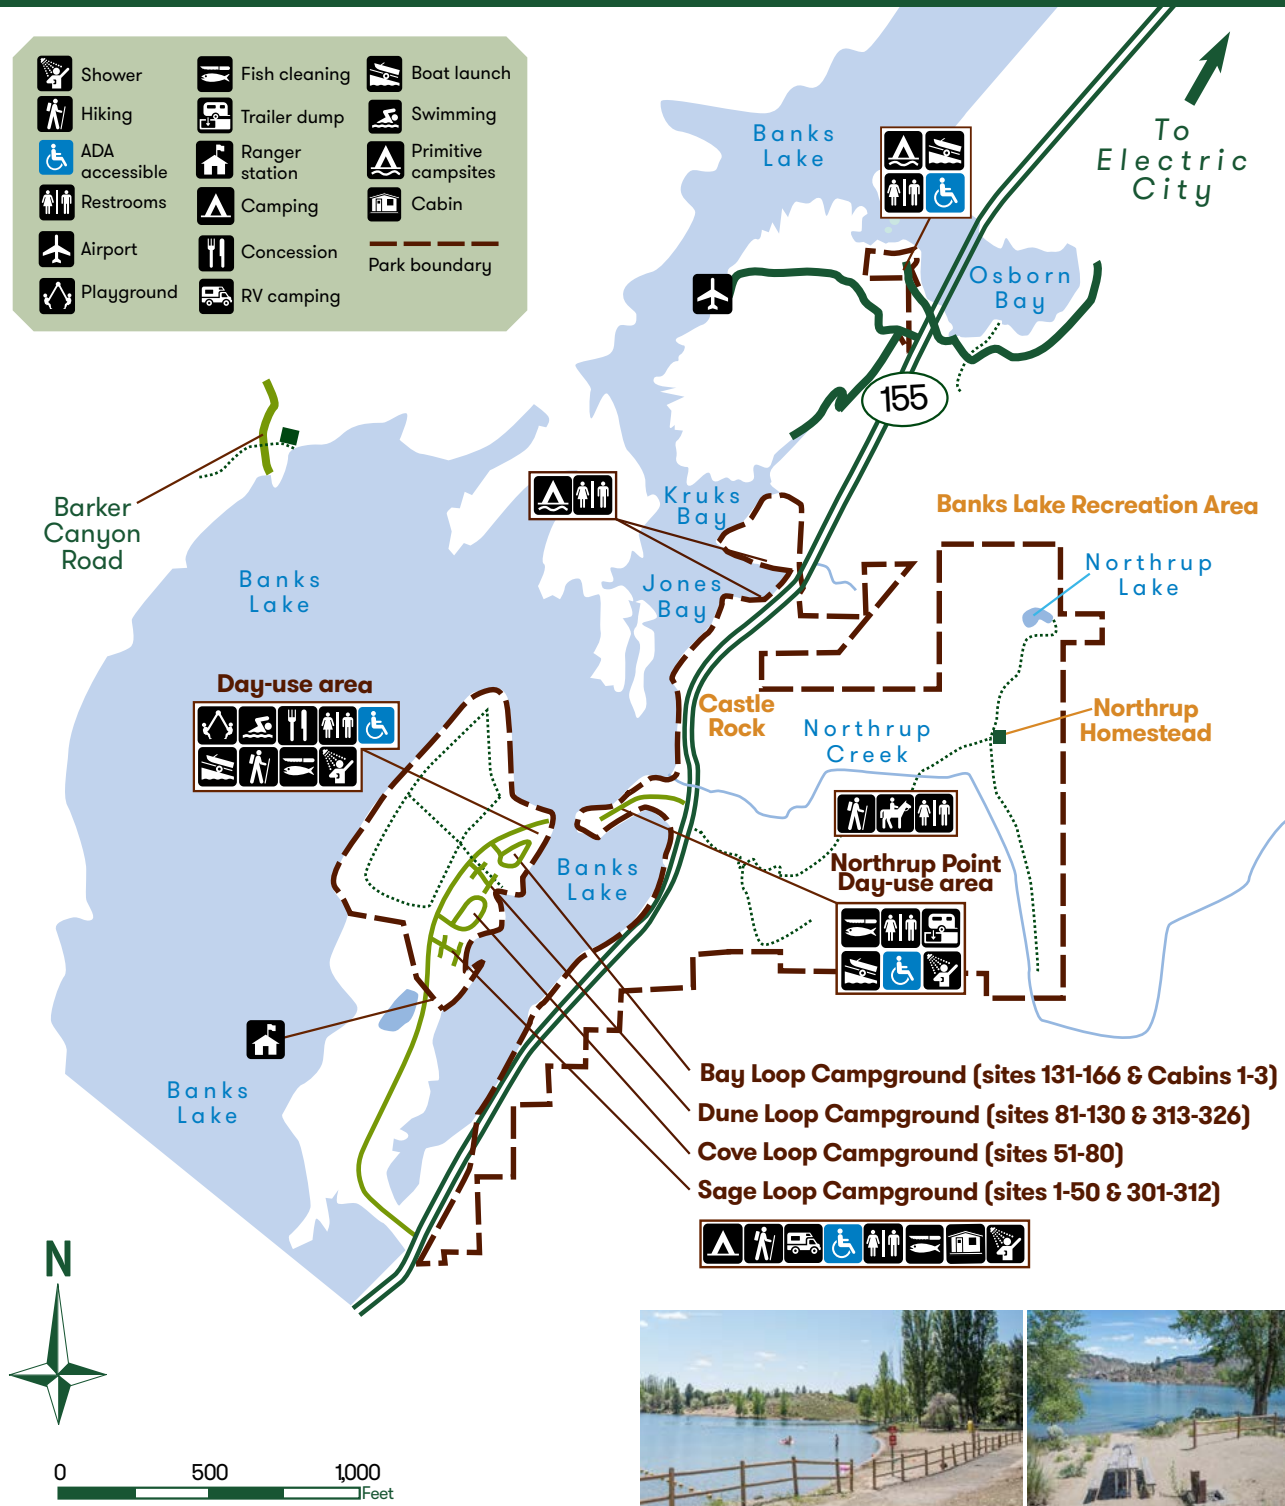 Shower
Hiking
ADA
accessible
Restrooms
Airport
Playground
Fish cleaning
Trailer dump
Ranger
station
Camping
Concession
RV camping
Boat launch
Swimming
Primitive
campsites
Cabin
Park boundary
To
Electric
City
Banks
Lake
Osborn
Bay
155
Barker
Canyon
Road
Kruks
Bay
Banks Lake Recreation Area
Northrup
Lake
Banks
Lake
Jones
Bay
Day-use area
Castle
Rock
Northrup
Creek
Northrup
Homestead
Banks
Lake
Northrup Point
Day-use area
Banks
Lake
Bay Loop Campground (sites 131-166 & Cabins 1-3)
Dune Loop Campground (sites 81-130 & 313-326)
Cove Loop Campground (sites 51-80)
Sage Loop Campground (sites 1-50 & 301-312)
N
0 500 1,000
Feet